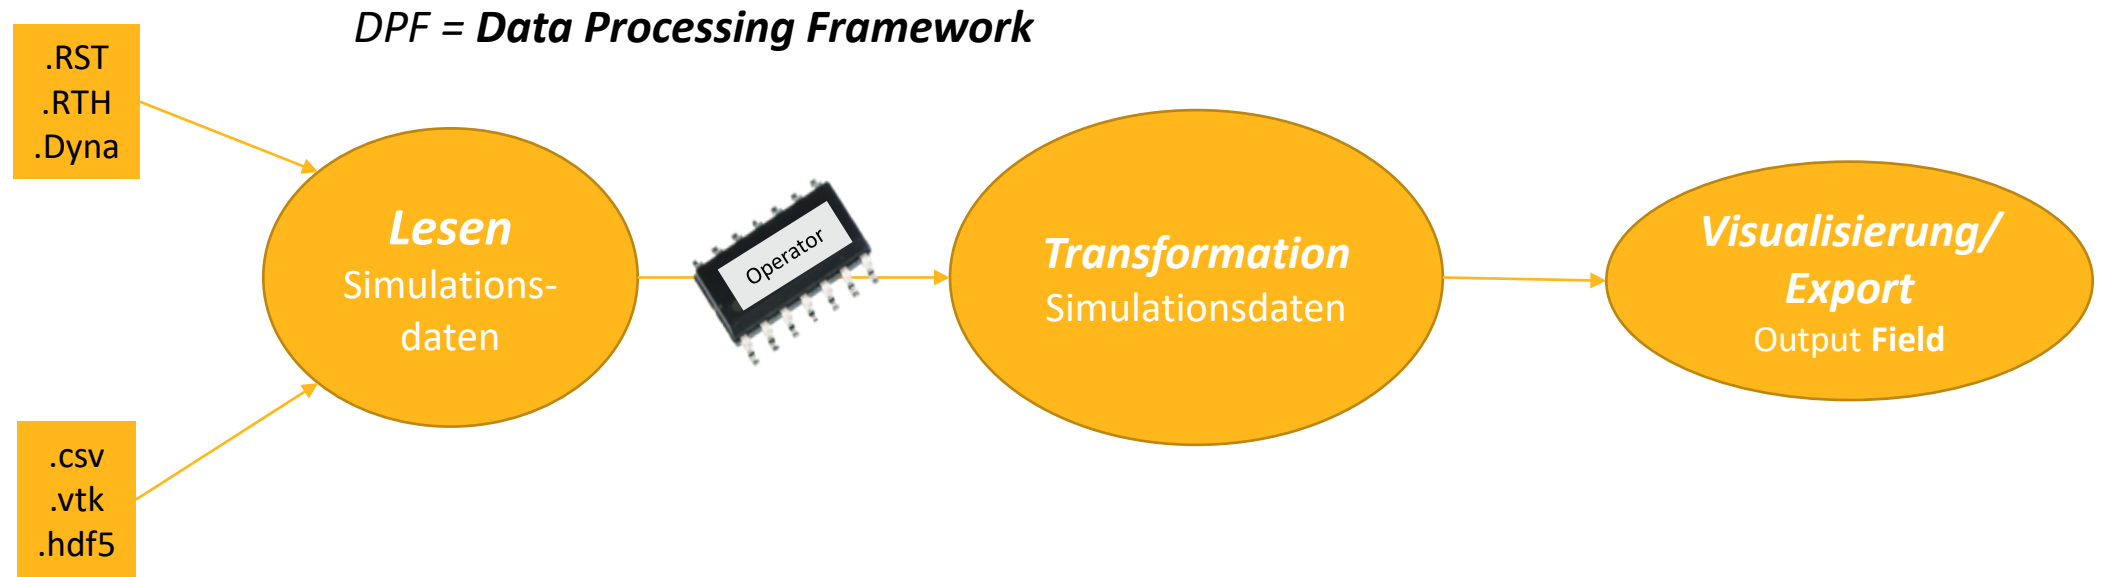 DPF = Data Processing Framework
.RST
.RTH
.Dyna
.csv
.vtk
.hdf5
Lesen
Simulations-
daten
Operator
Transformation
Simulationsdaten
Visualisierung/
Export
Output Field